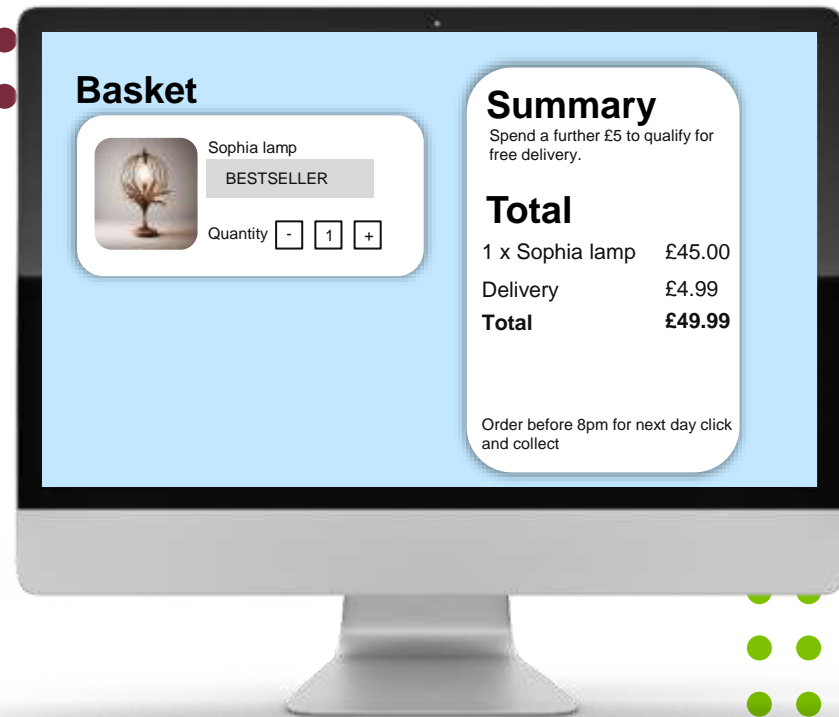 Basket
Sophia lamp
BESTSELLER
Quantity - 1 +
Summary
Spend a further £5 to qualify for
free delivery.
Total
1 x Sophia lamp £45.00
Delivery £4.99
Total £49.99
Order before 8pm for next day click
and collect